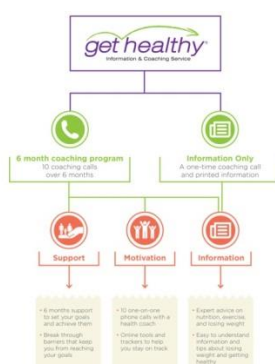 get healthy®
Information & Coaching Service
6 month coaching program
10 coaching calls
over 6 months
Information Only
A one-time coaching call
and printed information
Support
Motivation
Information
• 6 months support
to set your goals
and achieve them
• Break through
barriers that keep
you from reaching
your goals
• 10 one-on-one
phone calls with a
health coach
• Online tools and
trackers to help
you stay on track
• Expert advice on
nutrition, exercise,
and losing weight
• Easy to understand
information and
tips about losing
weight and getting
healthy